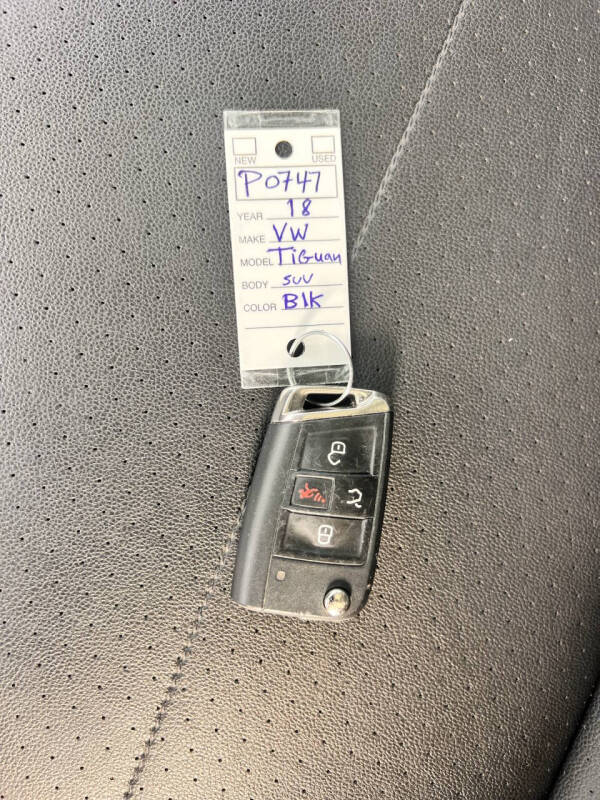 NEW USED
P0747
YEAR 18
MAKE VW
MODEL TiGuan
BODY SUV
COLOR Blk